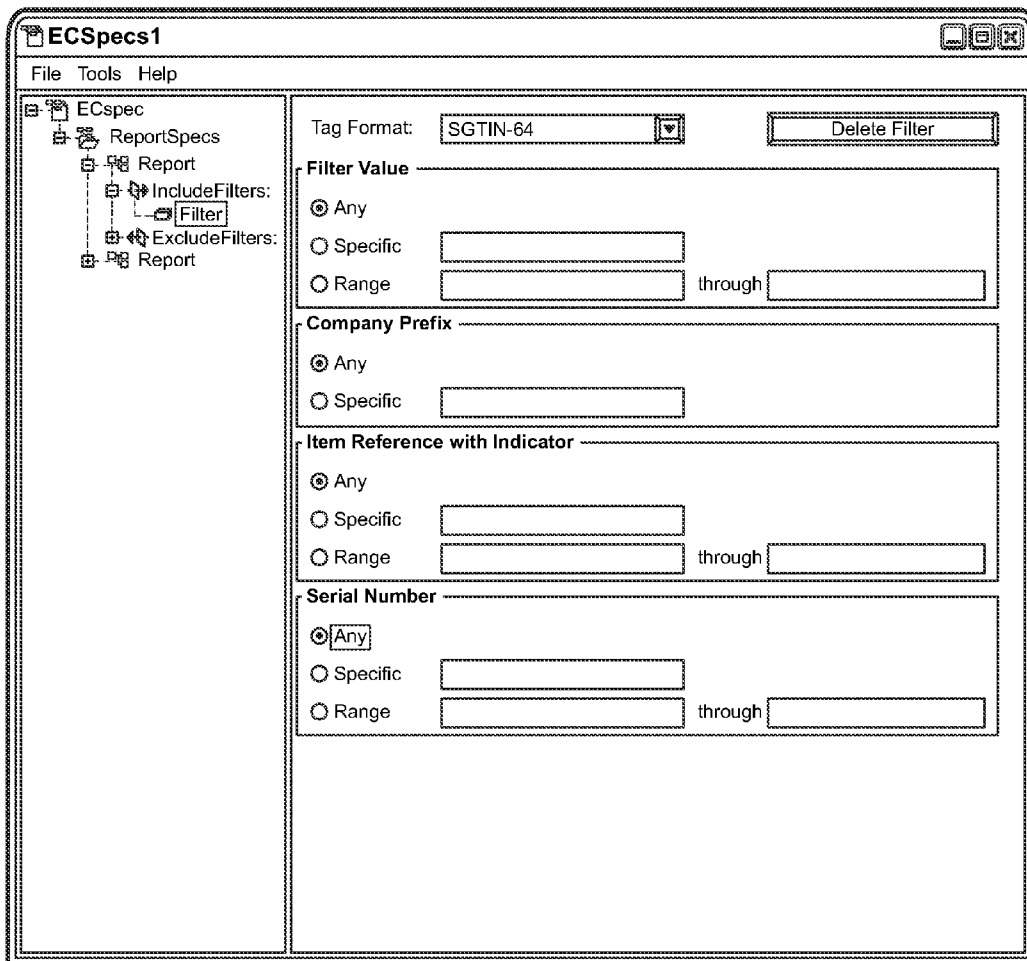 ECSpecs1
File Tools Help
ECspec
ReportSpecs
Report
IncludeFilters:
Filter
ExcludeFilters:
Report
Tag Format: SGTIN-64 Delete Filter
Filter Value
Any
Specific
Range through
Company Prefix
Any
Specific
Item Reference with Indicator
Any
Specific
Range through
Serial Number
Any
Specific
Range through